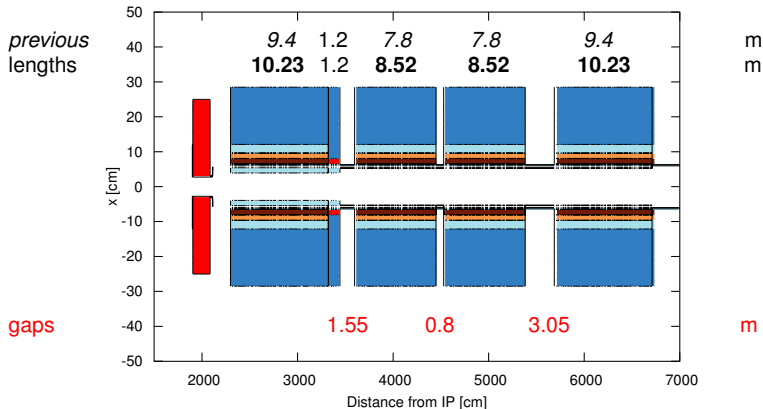 50
previous 9.4 1.2 7.8 7.8 9.4 m
40
lengths 10.23 1.2 8.52 8.52 10.23 m
30
20
10
x [cm]
0
-10
-20
-30
gaps 1.55 0.8 3.05 m
-40
-50
2000 3000 4000 5000 6000 7000
Distance from IP [cm]